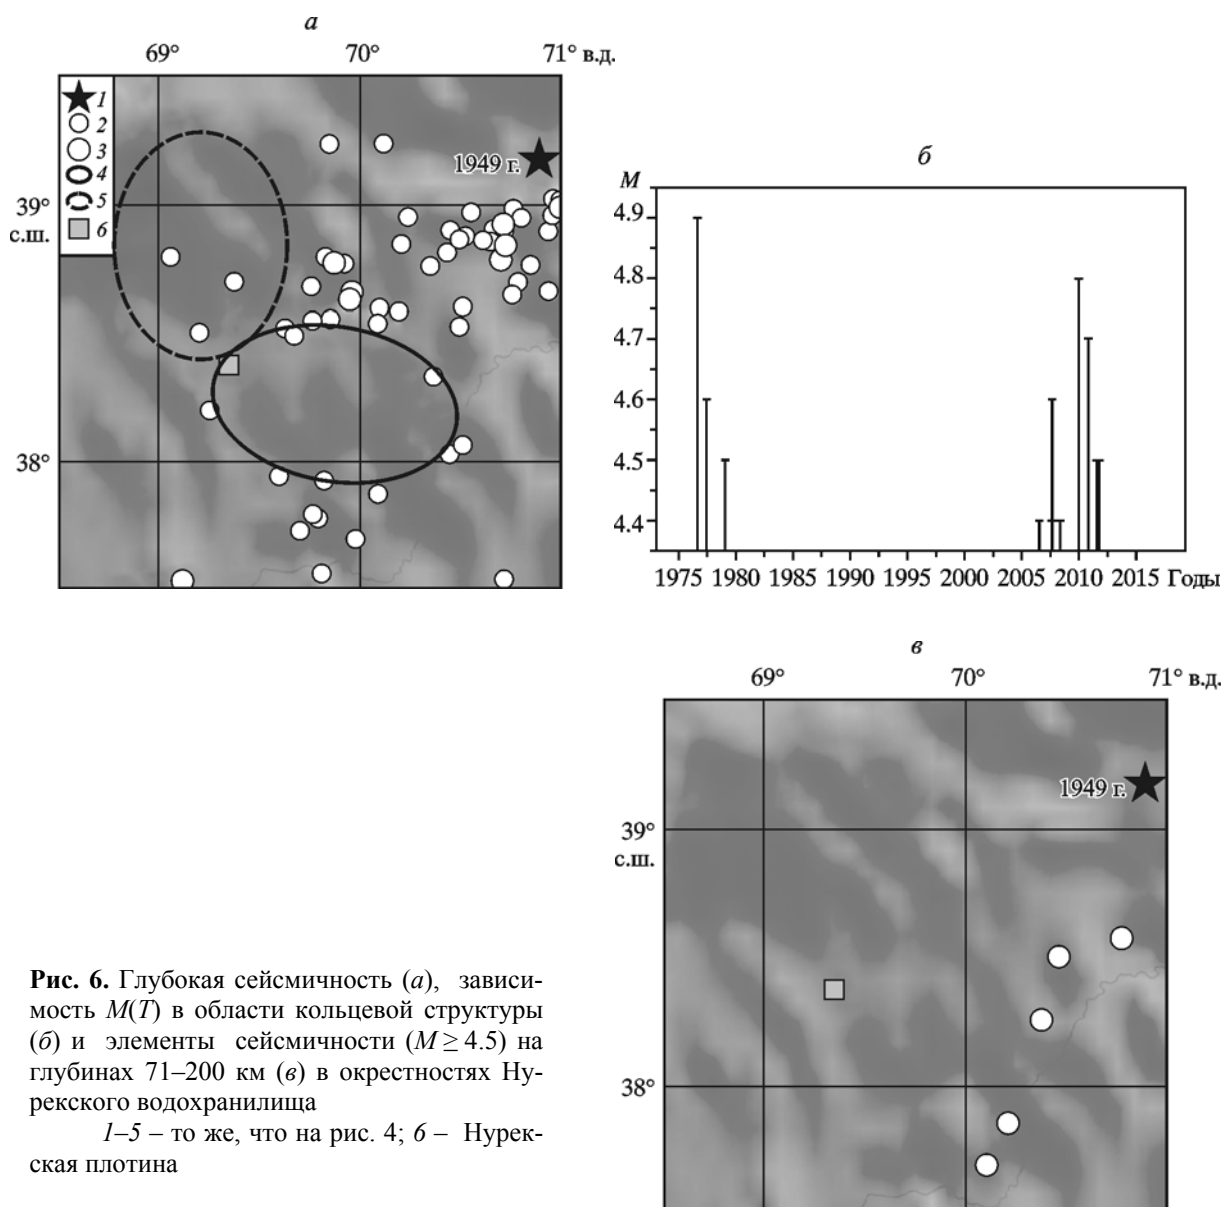 а
69° 70° 71° в.д.
1
2
3
4
5
6
1949 г.
39°
с.ш.
38°
б
М
4.9
4.8
4.7
4.6
4.5
4.4
1975 1980 1985 1990 1995 2000 2005 2010 2015 Годы
в
69° 70° 71° в.д.
1949 г.
39°
с.ш.
38°
Рис. 6. Глубокая сейсмичность (а), зависи-
мость M(T) в области кольцевой структуры
(б) и элементы сейсмичности (M ≥ 4.5) на
глубинах 71–200 км (в) в окрестностях Ну-
рекского водохранилища
1–5 – то же, что на рис. 4; 6 – Нурек-
ская плотина